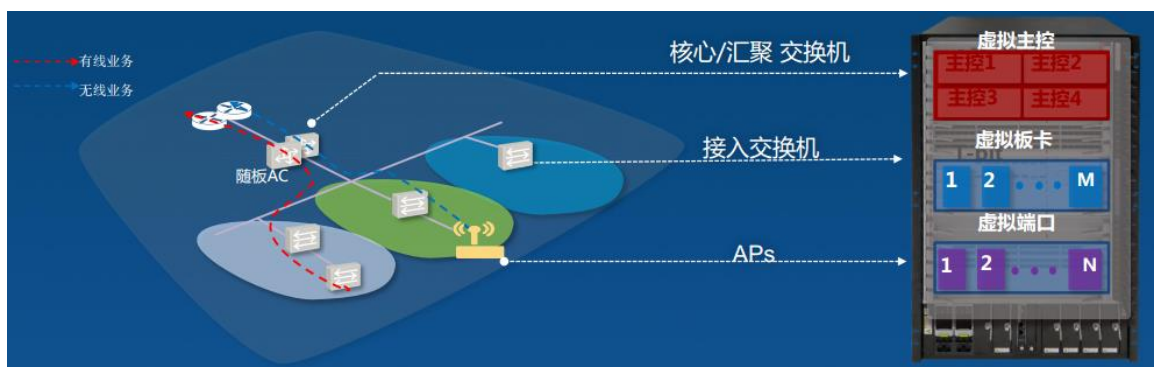 核心/汇聚 交换机
有线业务
无线业务
随板AC
接入交换机
APs
虚拟主控
主控1 主控2
主控3 主控4
虚拟板卡
1 2 M
虚拟端口
1 2 N